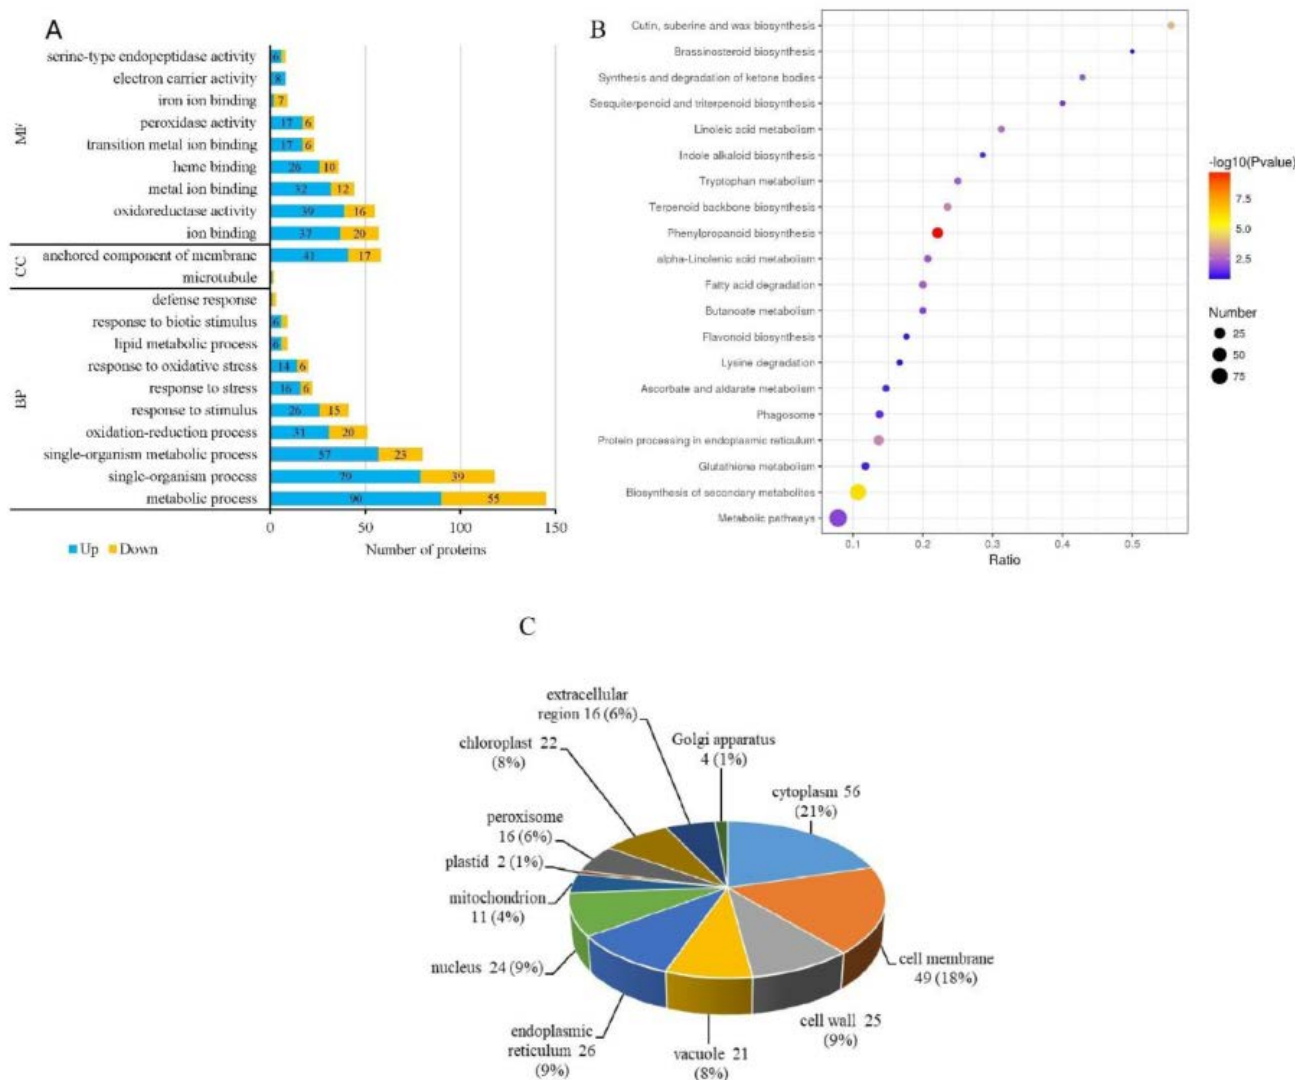 A
MF
serine-type endopeptidase activity 6
electron carrier activity 8
iron ion binding 7
peroxidase activity 17 6
transition metal ion binding 17 6
heme binding 26 10
metal ion binding 32 12
oxidoreductase activity 39 16
ion binding 37 20
CC
anchored component of membrane 41 17
microtubule
BP
defense response
response to biotic stimulus 6
lipid metabolic process 6
response to oxidative stress 14 6
response to stress 16 6
response to stimulus 26 15
oxidation-reduction process 31 20
single-organism metabolic process 57 23
single-organism process 79 39
metabolic process 90 55
0 50 100 150
Up Down Number of proteins
B
Cutin, suberine and wax biosynthesis
Brassinosteroid biosynthesis
Synthesis and degradation of ketone bodies
Sesquiterpenoid and triterpenoid biosynthesis
Linoleic acid metabolism
Indole alkaloid biosynthesis
Tryptophan metabolism
Terpenoid backbone biosynthesis
Phenylpropanoid biosynthesis
alpha-Linolenic acid metabolism
Fatty acid degradation
Butanoate metabolism
Flavonoid biosynthesis
Lysine degradation
Ascorbate and aldarate metabolism
Phagosome
Protein processing in endoplasmic reticulum
Glutathione metabolism
Biosynthesis of secondary metabolites
Metabolic pathways
0.1 0.2 0.3 0.4 0.5
Ratio
-log10(Pvalue)
7.5
5.0
2.5
Number
25
50
75
C
extracellular
region 16 (6%)
Golgi apparatus
4 (1%)
chloroplast 22
(8%)
cytoplasm 56
(21%)
peroxisome
16 (6%)
plastid 2 (1%)
mitochondrion
11 (4%)
nucleus 24 (9%)
cell membrane
49 (18%)
cell wall 25
(9%)
endoplasmic
reticulum 26
(9%)
vacuole 21
(8%)